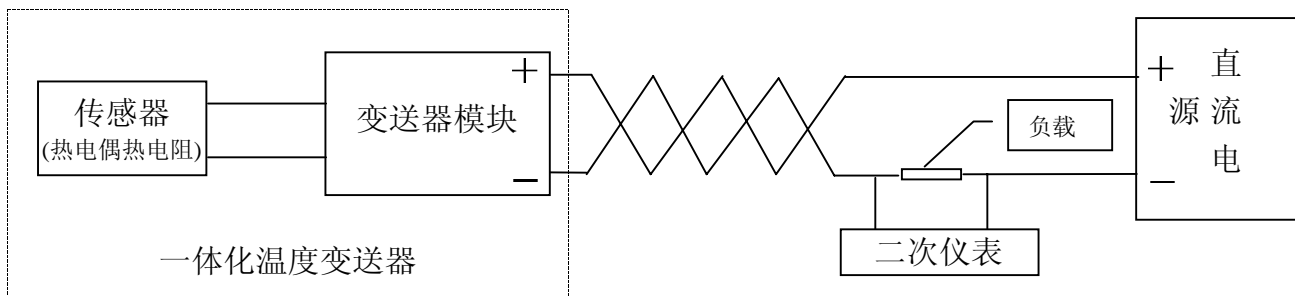 传感器
(热电偶热电阻)
变送器模块
+
—
一体化温度变送器
负载
二次仪表
+
—
直流电
源